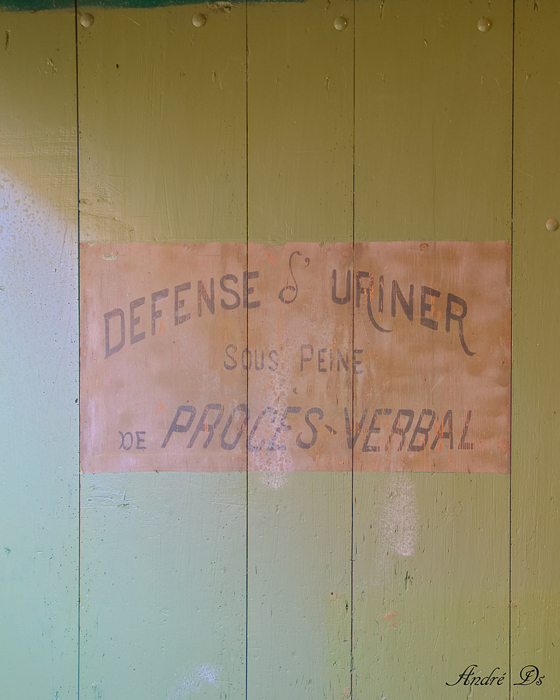 DEFENSE d' URINER
SOUS PEINE
DE PROCES-VERBAL
André Ds